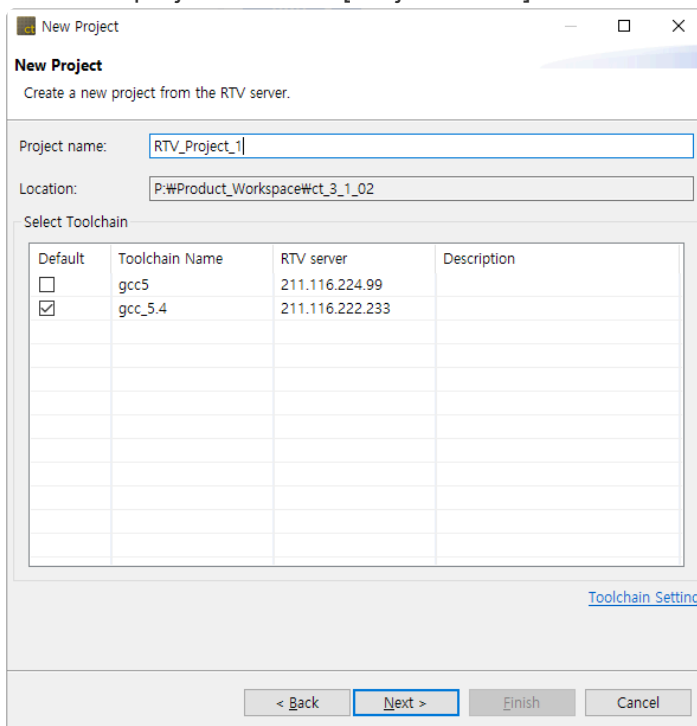 New Project
New Project
Create a new project from the RTV server.
Project name: RTV_Project_1
Location: P:₩Product_Workspace₩ct_3_1_02
Select Toolchain
Default Toolchain Name RTV server Description
gcc5 211.116.224.99
gcc_5.4 211.116.222.233
Toolchain Setting
< Back Next > Finish Cancel